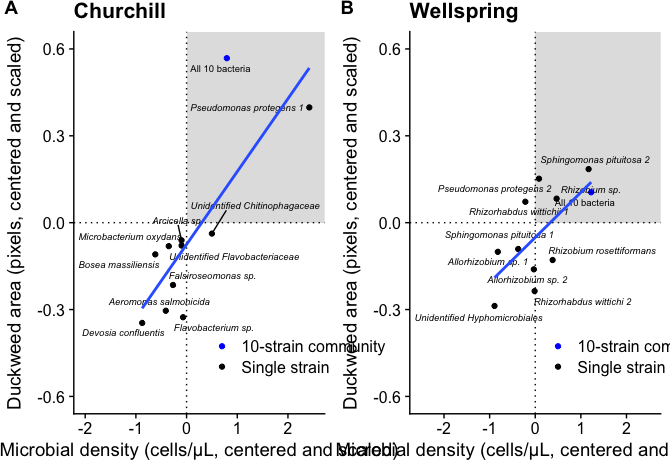 A
Churchill
Duckweed area (pixels, centered and scaled)
0.6
0.3
0.0
-0.3
-0.6
All 10 bacteria
Pseudomonas protegens 1
Unidentified Chitinophagaceae
Arcicella sp.
Microbacterium oxydans
Unidentified Flavobacteriaceae
Bosea massiliensis
Falsiroseomonas sp.
Aeromonas salmonicida
Devosia confluentis
Flavobacterium sp.
10-strain community
Single strain
-2
-1
0
1
2
Microbial density (cells/µL, centered and scaled)
B
Wellspring
Duckweed area (pixels, centered and scaled)
0.6
0.3
0.0
-0.3
-0.6
Sphingomonas pituitosa 2
Pseudomonas protegens 2
Rhizobium sp.
All 10 bacteria
Rhizorhabdus wittichii 1
Sphingomonas pituitosa 1
Rhizobium rosettiformans
Allorhizobium sp. 1
Allorhizobium sp. 2
Rhizorhabdus wittichi 2
Unidentified Hyphomicrobiales
10-strain com
Single strain
-2
-1
0
1
2
Microbial density (cells/µL, centered and